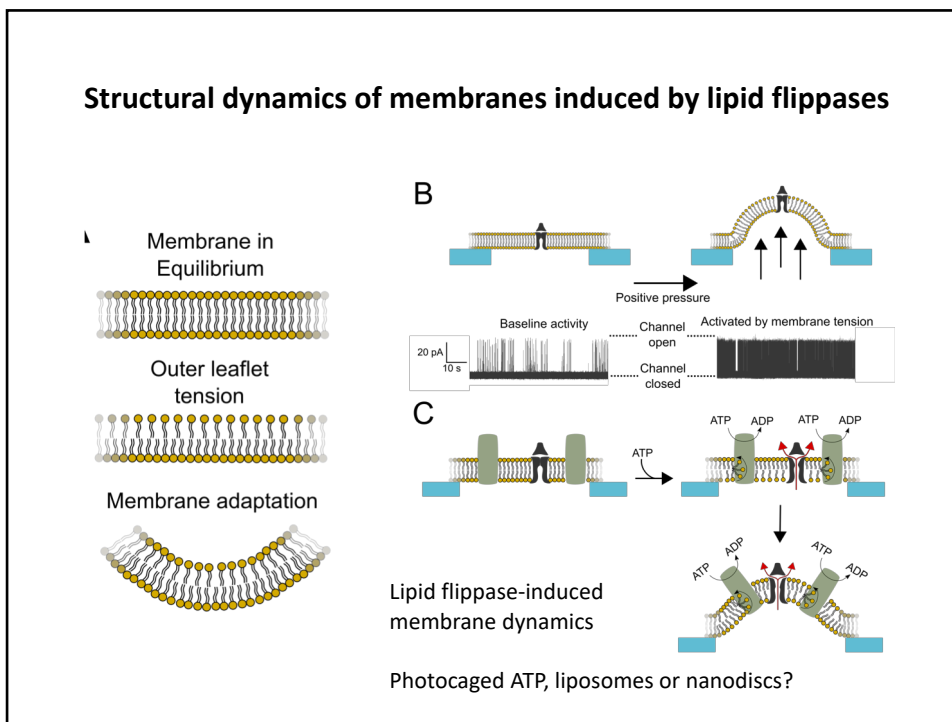 Structural dynamics of membranes induced by lipid flippases
Membrane in
Equilibrium
Outer leaflet
tension
Membrane adaptation
B
Positive pressure
Baseline activity
Channel
open
Activated by membrane tension
20 pA
10 s
Channel
closed
C
ATP
ADP
ATP
ATP
ADP
ATP
ADP
ATP
ADP
Lipid flippase-induced
membrane dynamics
Photocaged ATP, liposomes or nanodiscs?